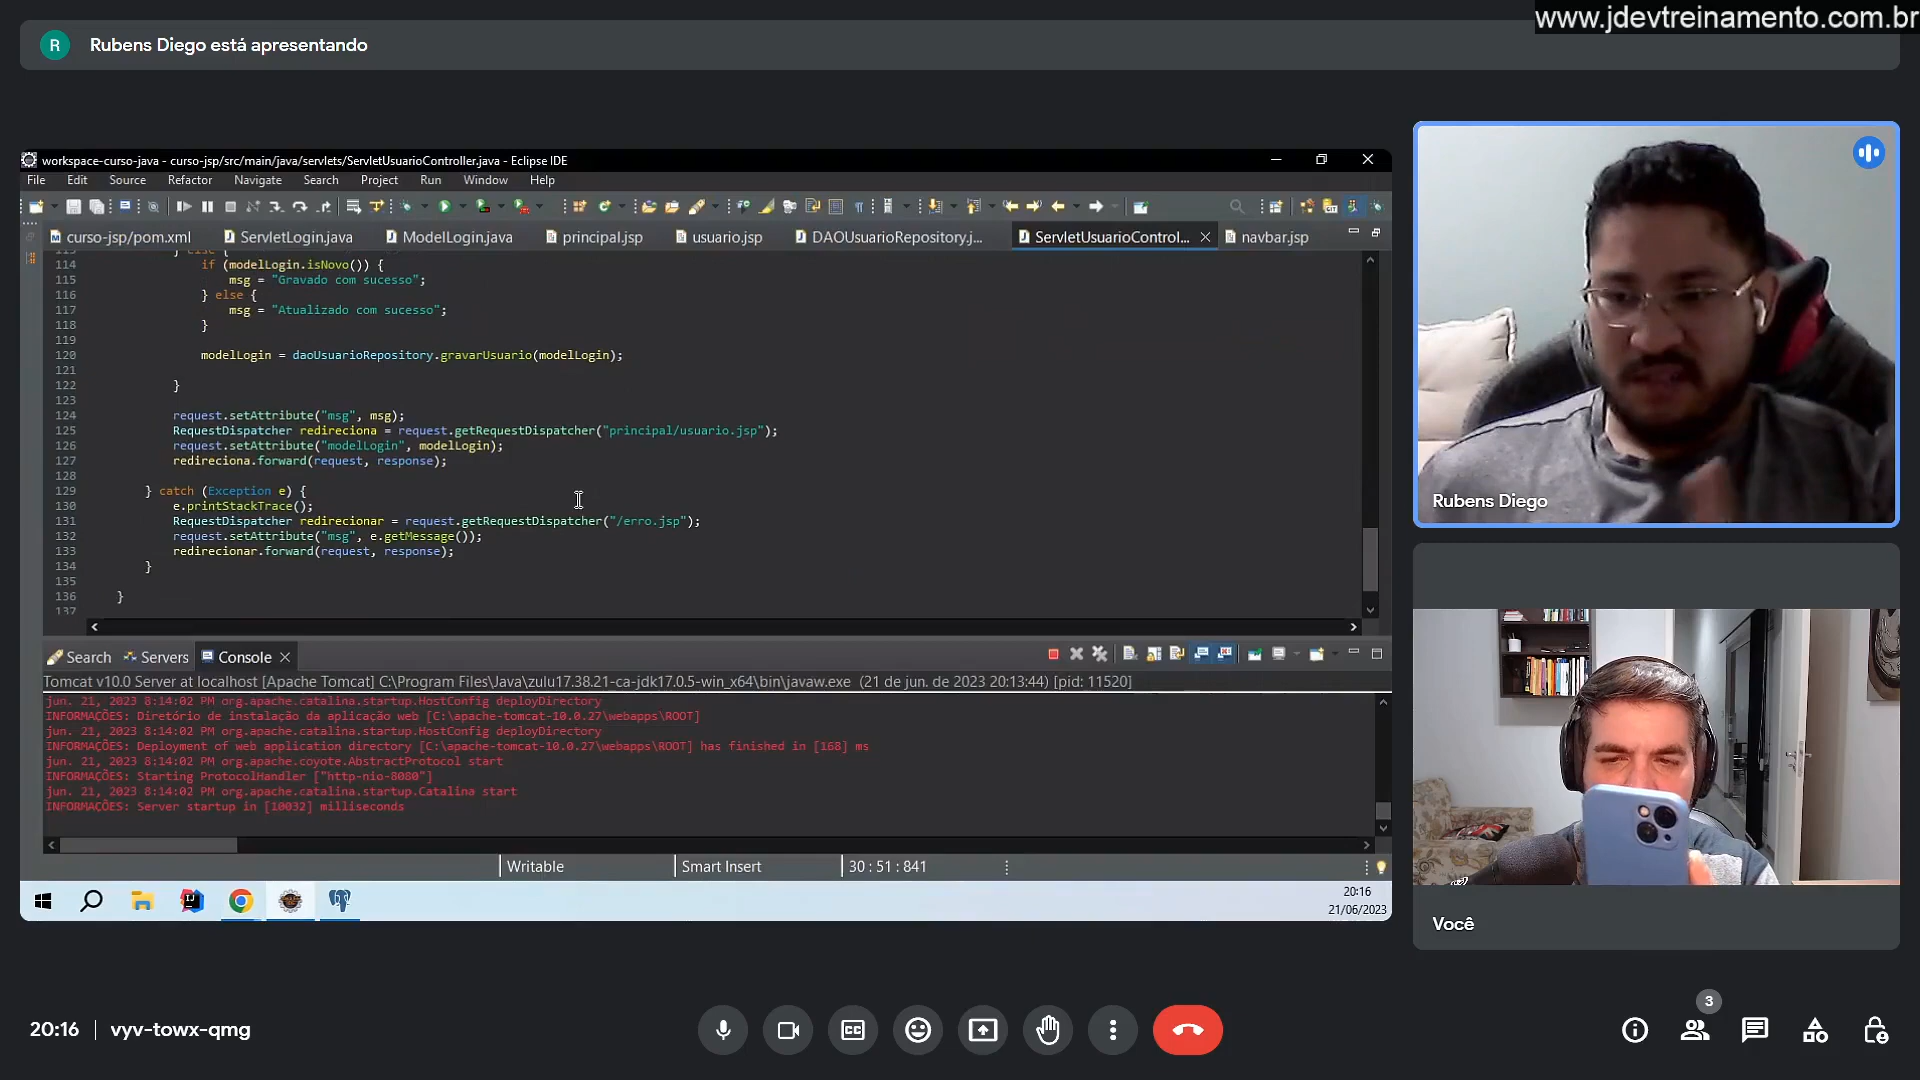 www.jdevtreinamento.com.br
R
Rubens Diego está apresentando
workspace-curso-java - curso-jsp/src/main/java/servlets/ServletUsuarioController.java - Eclipse IDE
File Edit Source Refactor Navigate Search Project Run Window Help
curso-jsp/pom.xml ServletLogin.java ModelLogin.java principal.jsp usuario.jsp DAOUsuarioRepository.j... ServletUsuarioControl... navbar.jsp
} else {
114 if (modelLogin.isNovo()) {
115 msg = "Gravado com sucesso";
116 } else {
117 msg = "Atualizado com sucesso";
118 }
119
120 modelLogin = daoUsuarioRepository.gravarUsuario(modelLogin);
121
122 }
123
124 request.setAttribute("msg", msg);
125 RequestDispatcher redireciona = request.getRequestDispatcher("principal/usuario.jsp");
126 request.setAttribute("modelLogin", modelLogin);
127 redireciona.forward(request, response);
128
129 } catch (Exception e) {
130 e.printStackTrace();
131 RequestDispatcher redirecionar = request.getRequestDispatcher("/erro.jsp");
132 request.setAttribute("msg", e.getMessage());
133 redirecionar.forward(request, response);
134 }
135
136 }
137
Search Servers Console
Tomcat v10.0 Server at localhost [Apache Tomcat] C:\Program Files\Java\zulu17.38.21-ca-jdk17.0.5-win_x64\bin\javaw.exe (21 de jun. de 2023 20:13:44) [pid: 11520]
jun. 21, 2023 8:14:02 PM org.apache.catalina.startup.HostConfig deployDirectory
INFORMAÇÕES: Diretório de instalação da aplicação web [C:\apache-tomcat-10.0.27\webapps\ROOT]
jun. 21, 2023 8:14:02 PM org.apache.catalina.startup.HostConfig deployDirectory
INFORMAÇÕES: Deployment of web application directory [C:\apache-tomcat-10.0.27\webapps\ROOT] has finished in [168] ms
jun. 21, 2023 8:14:02 PM org.apache.coyote.AbstractProtocol start
INFORMAÇÕES: Starting ProtocolHandler ["http-nio-8080"]
jun. 21, 2023 8:14:02 PM org.apache.catalina.startup.Catalina start
INFORMAÇÕES: Server startup in [10032] milliseconds
Writable Smart Insert 30 : 51 : 841
20:16
21/06/2023
Rubens Diego
Você
20:16 | vyv-towx-qmg
3